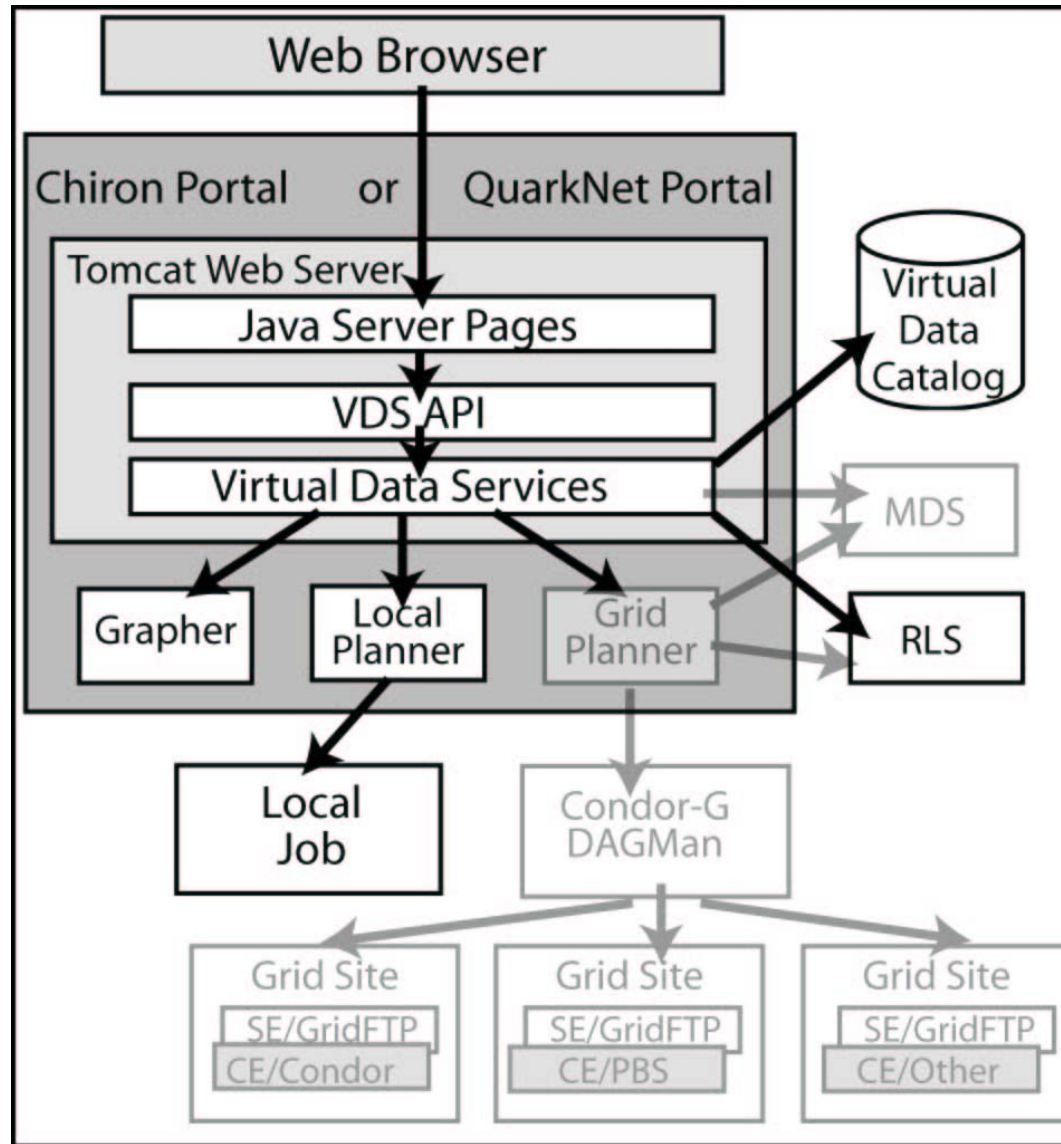 Web Browser
Chiron Portal or QuarkNet Portal
Tomcat Web Server
Java Server Pages
VDS API
Virtual Data Services
Virtual
Data
Catalog
MDS
Grapher
Local
Planner
Grid
Planner
RLS
Local
Job
Condor-G
DAGMan
Grid Site
SE/GridFTP
CE/Condor
Grid Site
SE/GridFTP
CE/PBS
Grid Site
SE/GridFTP
CE/Other